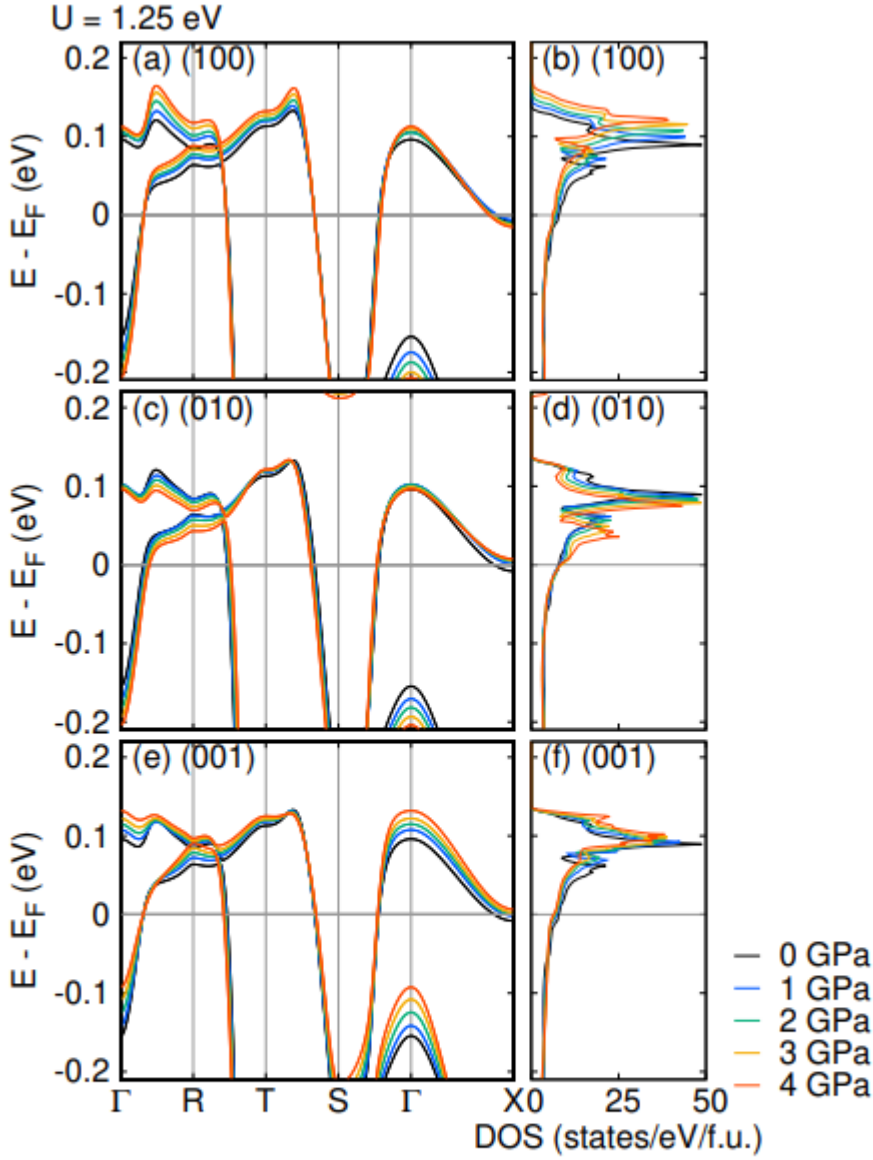 U = 1.25 eV
(a) (100)
(b) (100)
0.2
0.1
0
-0.1
-0.2
E - E_F (eV)
(c) (010)
(d) (010)
0.2
0.1
0
-0.1
-0.2
E - E_F (eV)
(e) (001)
(f) (001)
0.2
0.1
0
-0.1
-0.2
E - E_F (eV)
Γ R T S Γ X
0 25 50
DOS (states/eV/f.u.)
0 GPa
1 GPa
2 GPa
3 GPa
4 GPa